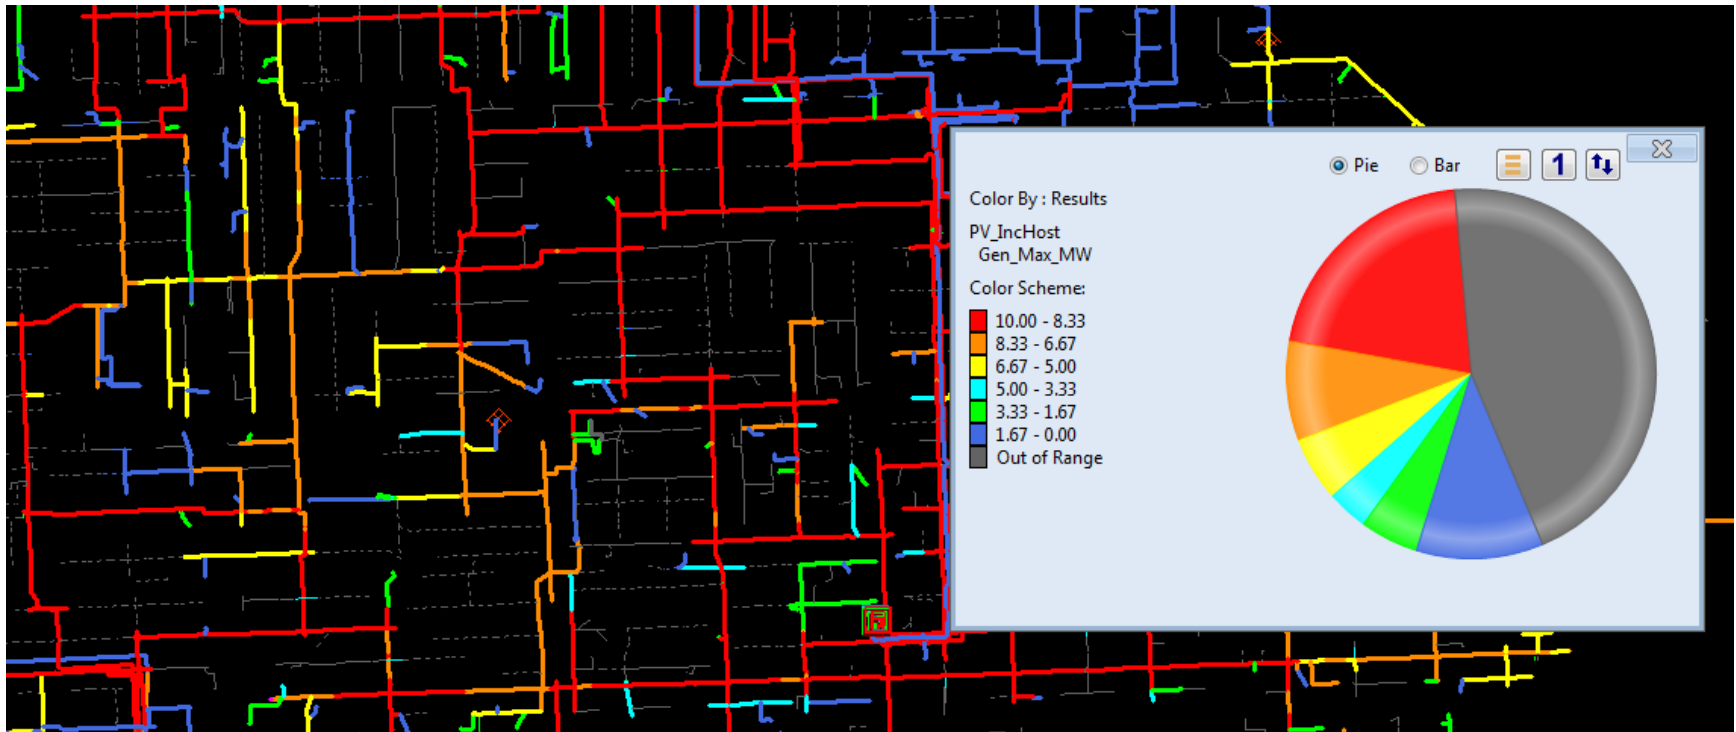 Pie
Bar
1
Color By : Results
PV_IncHost
Gen_Max_MW
Color Scheme:
10.00 - 8.33
8.33 - 6.67
6.67 - 5.00
5.00 - 3.33
3.33 - 1.67
1.67 - 0.00
Out of Range